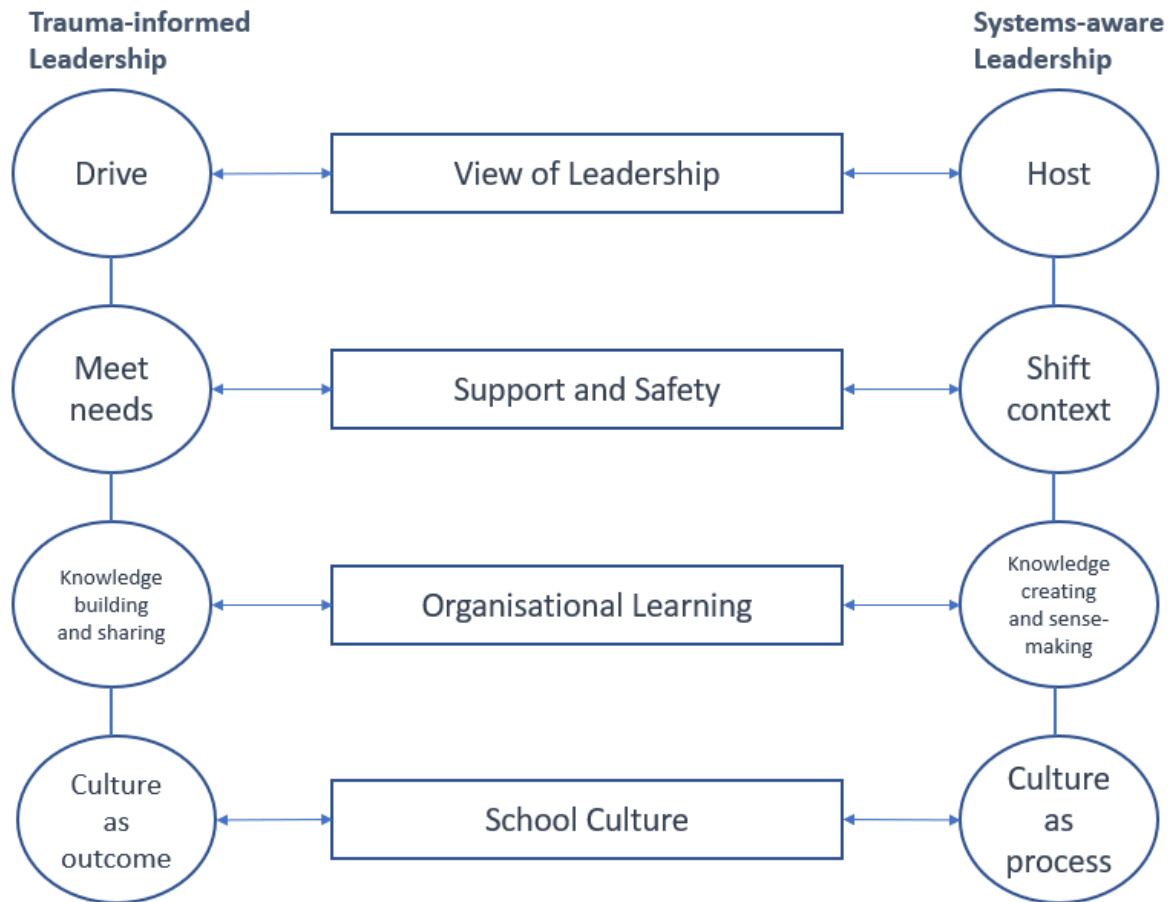 Trauma-informed
Leadership
Systems-aware
Leadership
Drive
View of Leadership
Host
Meet
needs
Support and Safety
Shift
context
Knowledge
building
and sharing
Organisational Learning
Knowledge
creating
and sense-
making
Culture
as
outcome
School Culture
Culture
as
process